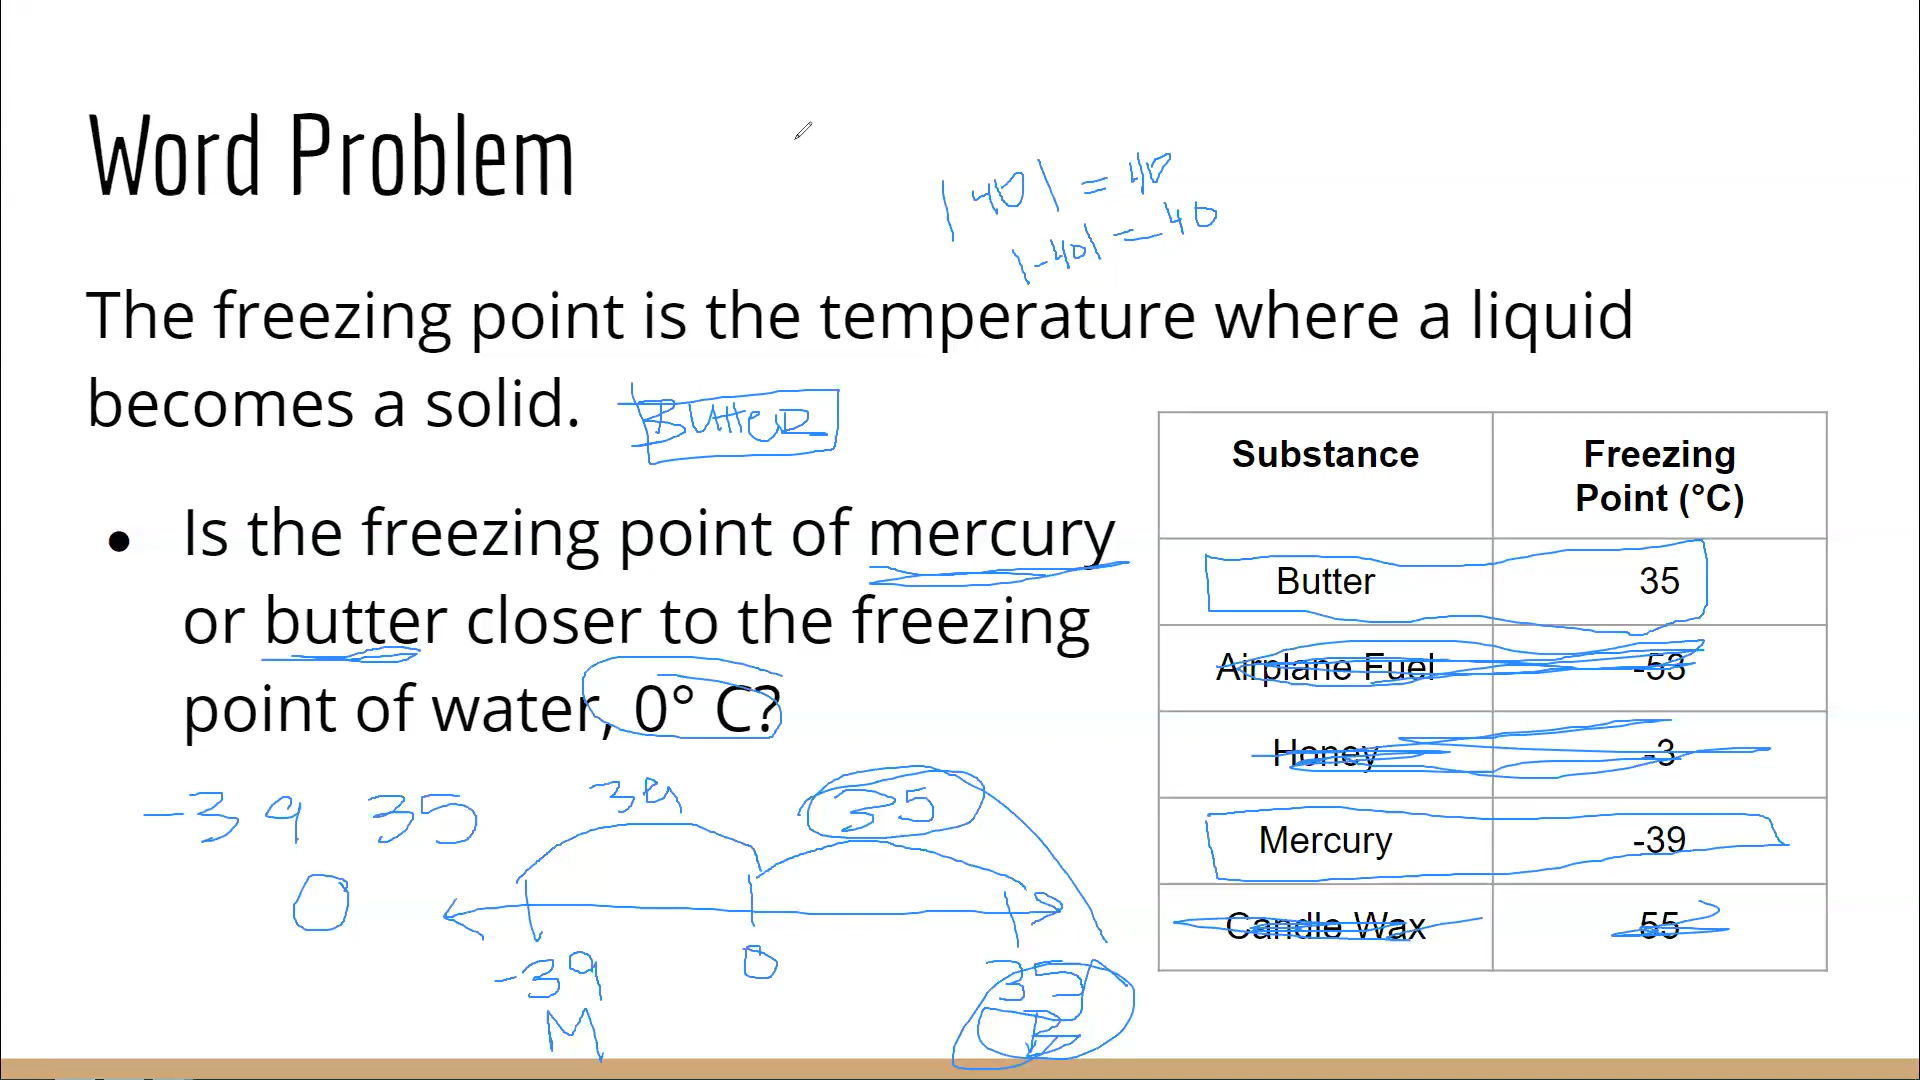 Word Problem
|40| = 40
|-40| = 40
The freezing point is the temperature where a liquid
becomes a solid.
Butter
Is the freezing point of mercury
or butter closer to the freezing
point of water, 0° C?
Substance Freezing Point (°C)
Butter 35
Airplane Fuel -53
Honey -3
Mercury -39
Candle Wax 55
-39 35
0
39 35
-39 0 35
M